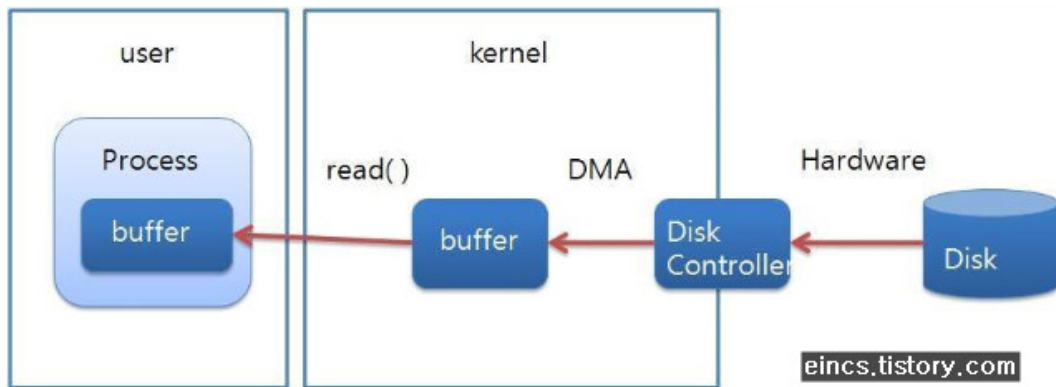 user
kernel
Process
buffer
read( )
buffer
DMA
Disk
Controller
Hardware
Disk
eincs.tistory.com